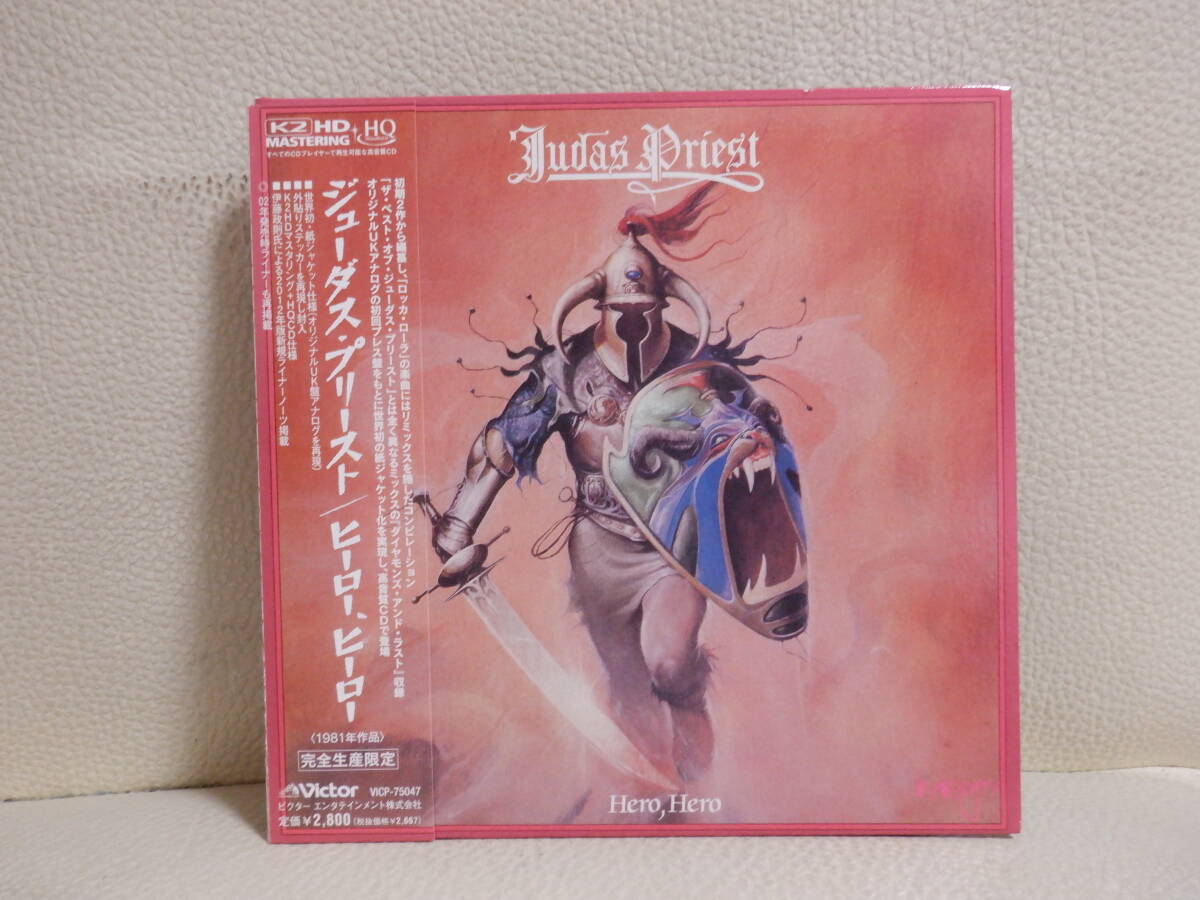 K2 HD MASTERING + HQ
すべてのCDプレイヤーで再生可能な高音質CD
初期2作から編纂し、『ロッカ・ローラ』の楽曲にはリミックスを施したコンピレーション
『ザ・ベスト・オブ・ジューダス・プリースト』とは全く異なるミックスの『ダイヤモンズ・アンド・ラスト』収録
オリジナルUKアナログの初回プレス盤をもとに世界初の紙ジャケット化を実現し、高音質CDで登場
ジューダス・プリースト/ヒーロー、ヒーロー
■世界初・紙ジャケット仕様(オリジナルUK盤アナログを再現)
■外貼りステッカーを再現し封入
■K2HDマスタリング+HQCD仕様
■伊藤政則氏による2012年版新規ライナーノーツ掲載
◎02年発売時ライナーも再掲載
〈1981年作品〉
完全生産限定
Victor VICP-75047
ビクター エンタテインメント株式会社
定価¥2,800(税抜価格¥2,667)
Judas Priest
Hero, Hero